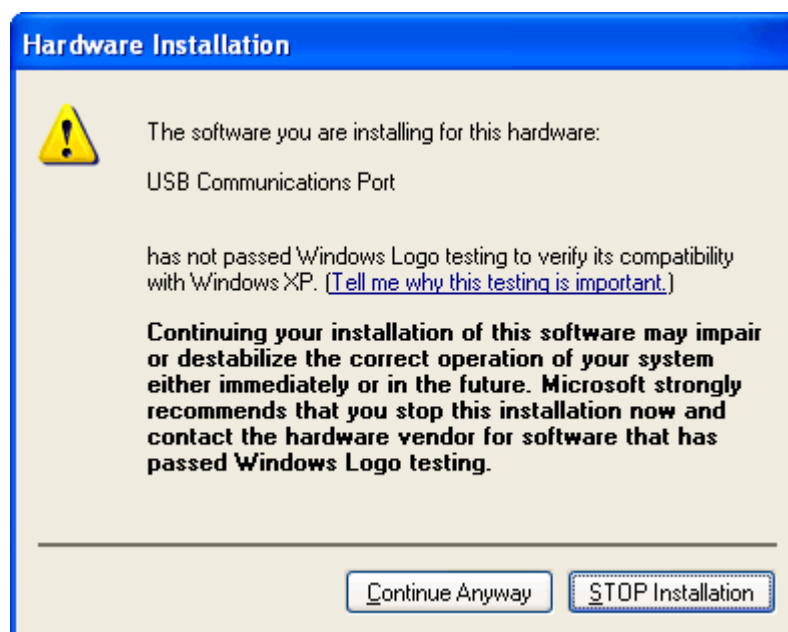 Hardware Installation
The software you are installing for this hardware:
USB Communications Port
has not passed Windows Logo testing to verify its compatibility
with Windows XP. (Tell me why this testing is important.)
Continuing your installation of this software may impair
or destabilize the correct operation of your system
either immediately or in the future. Microsoft strongly
recommends that you stop this installation now and
contact the hardware vendor for software that has
passed Windows Logo testing.
Continue Anyway
STOP Installation